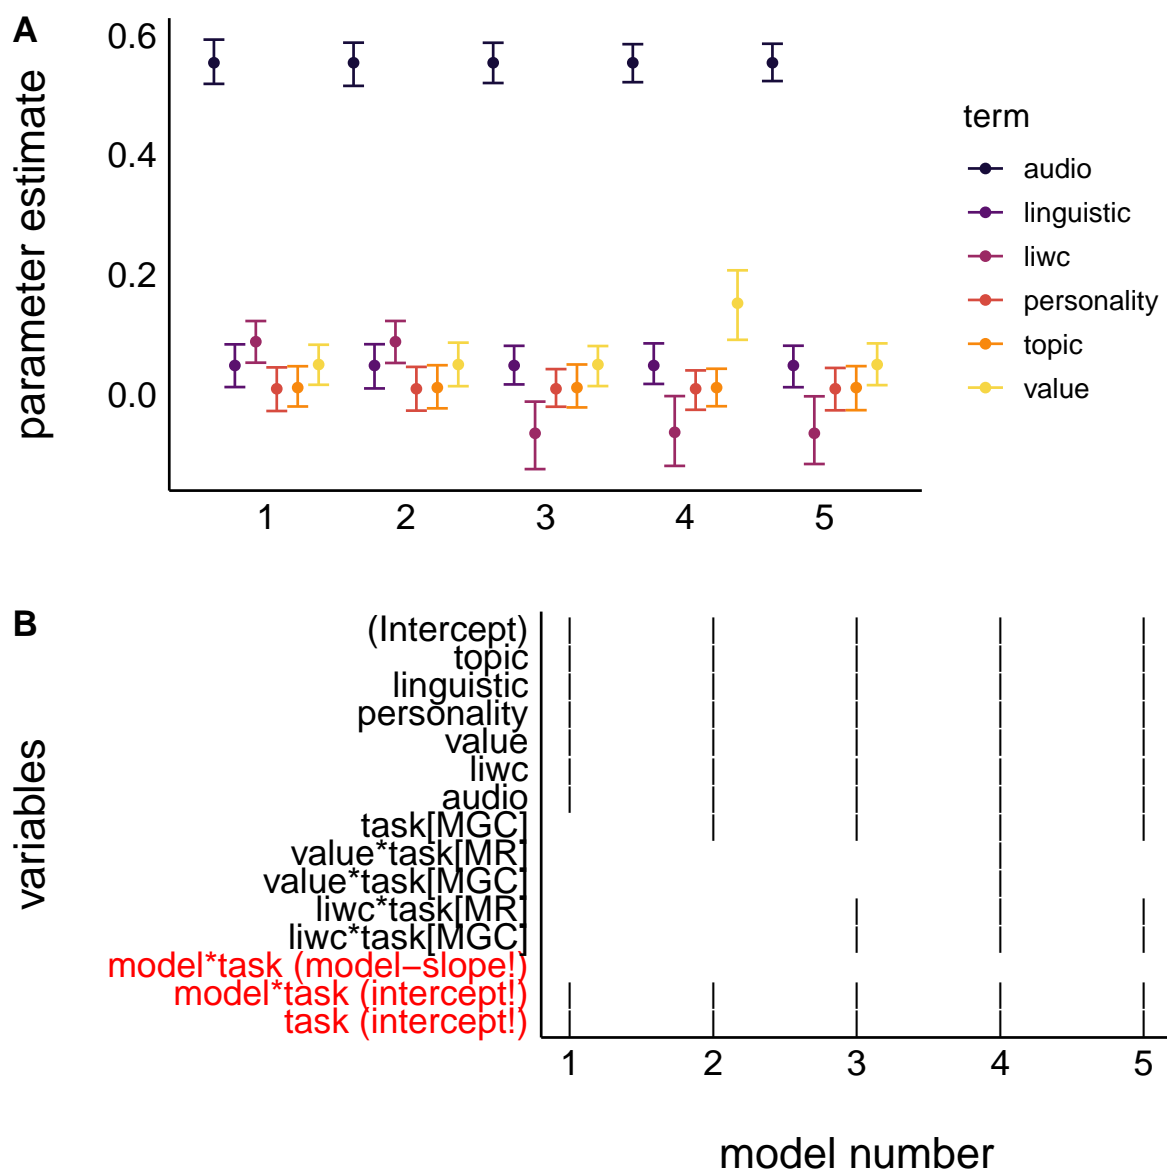 A
parameter estimate
0.6
0.4
0.2
0.0
1 2 3 4 5
term
audio
linguistic
liwc
personality
topic
value
B
variables
(Intercept)
topic
linguistic
personality
value
liwc
audio
task[MGC]
value*task[MR]
value*task[MGC]
liwc*task[MR]
liwc*task[MGC]
model*task (model−slope!)
model*task (intercept!)
task (intercept!)
1 2 3 4 5
model number